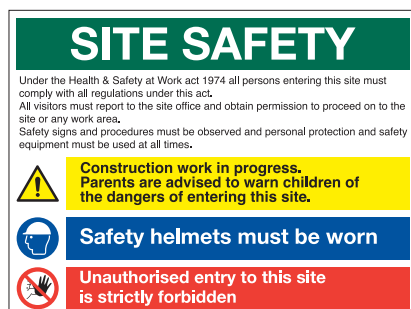 SITE SAFETY
Under the Health & Safety at Work act 1974 all persons entering this site must
comply with all regulations under this act.
All visitors must report to the site office and obtain permission to proceed on to the
site or any work area.
Safety signs and procedures must be observed and personal protection and safety
equipment must be used at all times.
Construction work in progress.
Parents are advised to warn children of
the dangers of entering this site.
Safety helmets must be worn
Unauthorised entry to this site
is strictly forbidden